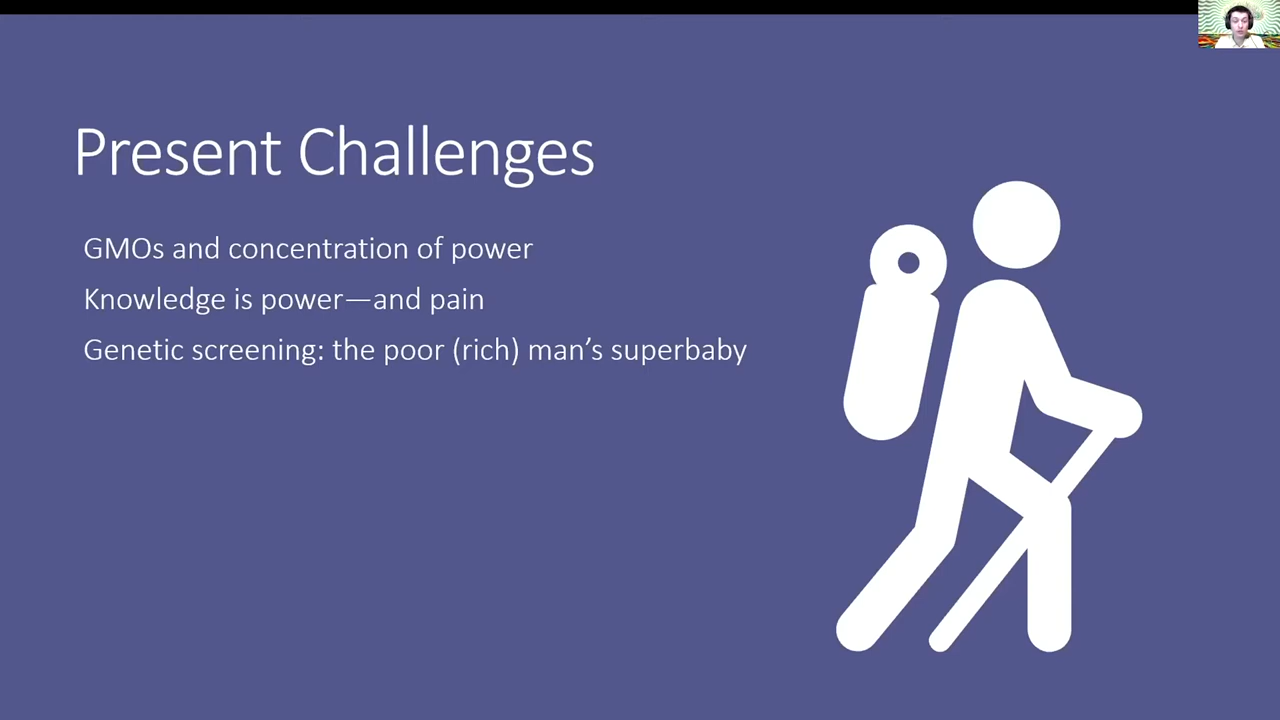 Present Challenges
GMOs and concentration of power
Knowledge is power—and pain
Genetic screening: the poor (rich) man’s superbaby